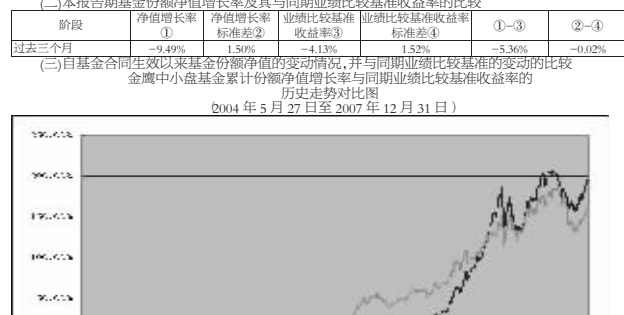 (二)本报告期基金份额净值增长率及其与同期业绩比较基准收益率的比较
阶段 净值增长率① 净值增长率标准差② 业绩比较基准收益率③ 业绩比较基准收益率标准差④ ①-③ ②-④
过去三个月 -9.49% 1.50% -4.13% 1.52% -5.36% -0.02%
(三)自基金合同生效以来基金份额净值的变动情况,并与同期业绩比较基准的变动的比较
金鹰中小盘基金累计份额净值增长率与同期业绩比较基准收益率的
历史走势对比图
(2004 年 5 月 27 日至 2007 年 12 月 31 日)